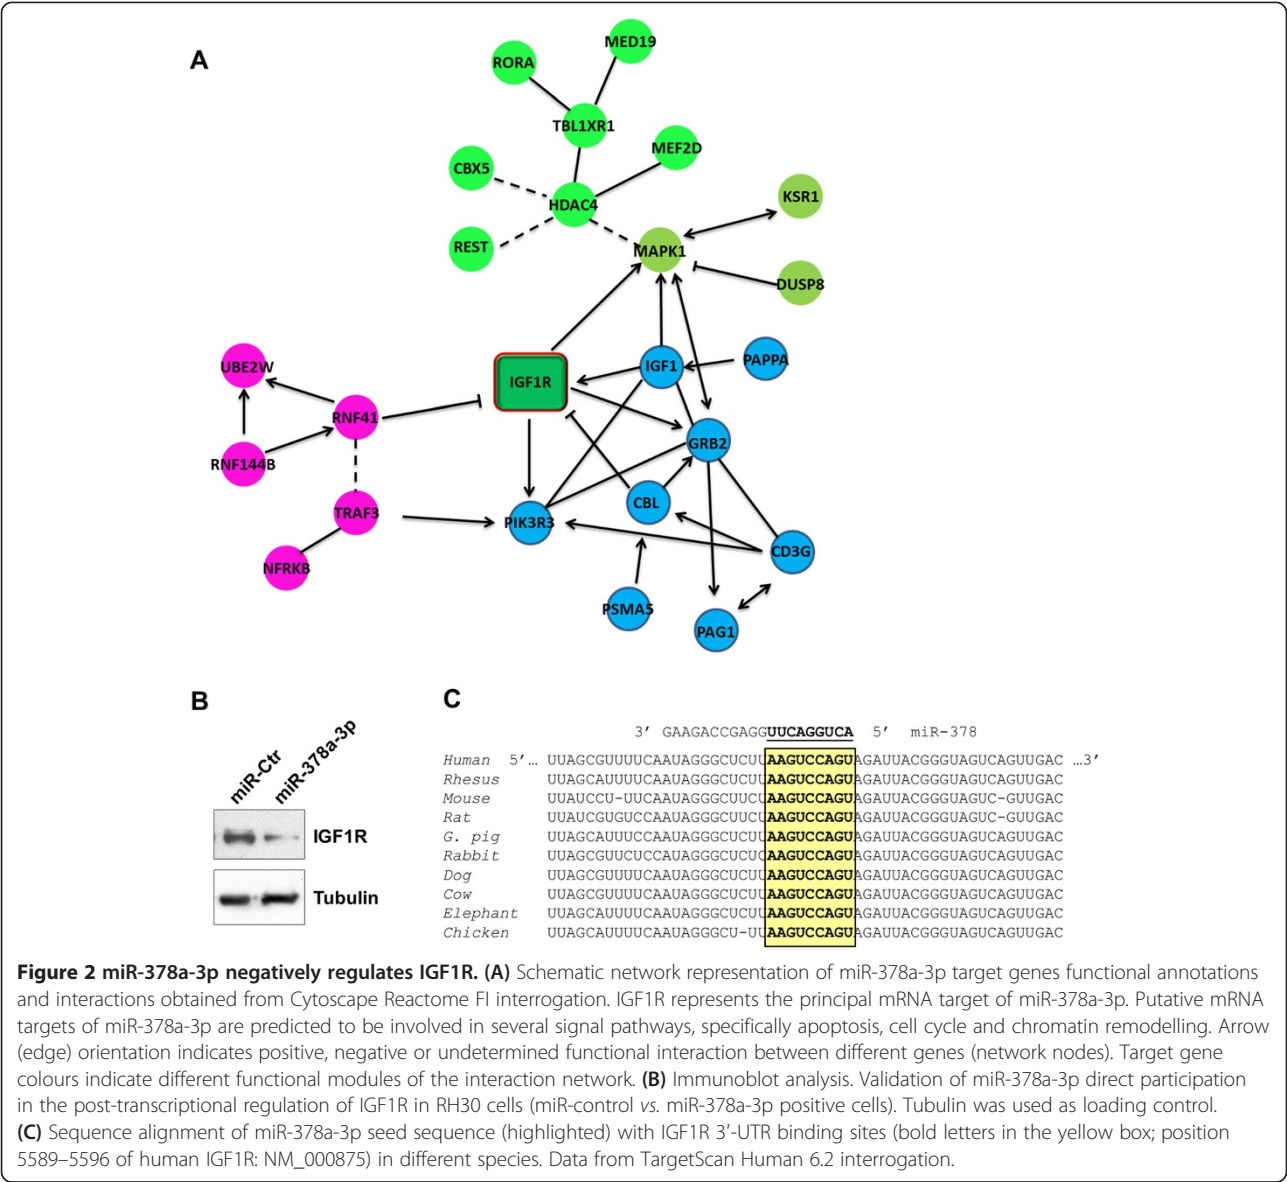 A
MED19
RORA
TBL1XR1
MEF2D
CBX5
KSR1
HDAC4
REST
MAPK1
DUSP8
UBE2W
IGF1R
IGF1
PAPPA
RNF41
GRB2
RNF144B
CBL
TRAF3
PIK3R3
CD3G
NFRKB
PSMA5
PAG1
B
miR-Ctr
miR-378a-3p
IGF1R
Tubulin
C
3’ GAAGACCGAGGUUCAGGUCA 5’ miR-378
Human 5’… UUAGCGUUUUCAAUAGGGCUCUUAAGUCCAGUAGAUUACGGGUAGUCAGUUGAC …3’
Rhesus UUAGCAUUUUCAAUAGGGCUCUUAAGUCCAGUAGAUUACGGGUAGUCAGUUGAC
Mouse UUAUCCU-UUCAAUAGGGCUUCUAAGUCCAGUAGAUUACGGGUAGUC-GUUGAC
Rat UUAUCGUGUCCAAUAGGGCUUCUAAGUCCAGUAGAUUACGGGUAGUC-GUUGAC
G. pig UUAGCAUUUCCAAUAGGGCUCUUAAGUCCAGUAGAUUACGGGUAGUCAGUUGAC
Rabbit UUAGCGUUCUCCAUAGGGCUCUCAAGUCCAGUAGAUUACGGGUAGUCAGUUGAC
Dog UUAGCGUUUUCAAUAGGGCUCUUAAGUCCAGUAGAUUACGGGUAGUCAGUUGAC
Cow UUAGCGUUUUCAAUAGGGCUCUUAAGUCCAGUAGAUUACGGGUAGUCAGUUGAC
Elephant UUAGCAUUUUCAAUAGGGCUCUUAAGUCCAGUAGAUUACGGGUAGUCAGUUGAC
Chicken UUAGCAUUUUCAAUAGGGCU-UUAAGUCCAGUAGAUUACGGGUAGUCAGUUGAC
Figure 2 miR-378a-3p negatively regulates IGF1R. (A) Schematic network representation of miR-378a-3p target genes functional annotations
and interactions obtained from Cytoscape Reactome FI interrogation. IGF1R represents the principal mRNA target of miR-378a-3p. Putative mRNA
targets of miR-378a-3p are predicted to be involved in several signal pathways, specifically apoptosis, cell cycle and chromatin remodelling. Arrow
(edge) orientation indicates positive, negative or undetermined functional interaction between different genes (network nodes). Target gene
colours indicate different functional modules of the interaction network. (B) Immunoblot analysis. Validation of miR-378a-3p direct participation
in the post-transcriptional regulation of IGF1R in RH30 cells (miR-control vs. miR-378a-3p positive cells). Tubulin was used as loading control.
(C) Sequence alignment of miR-378a-3p seed sequence (highlighted) with IGF1R 3′-UTR binding sites (bold letters in the yellow box; position
5589–5596 of human IGF1R: NM_000875) in different species. Data from TargetScan Human 6.2 interrogation.